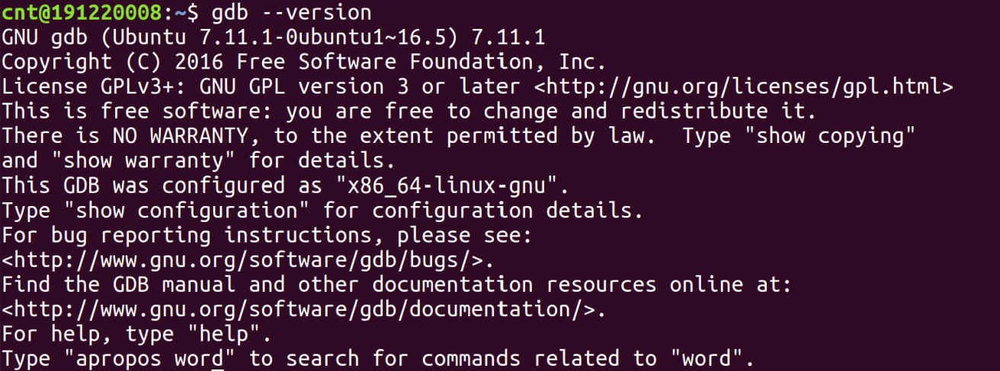 cnt@191220008:~$ gdb --version
GNU gdb (Ubuntu 7.11.1-0ubuntu1~16.5) 7.11.1
Copyright (C) 2016 Free Software Foundation, Inc.
License GPLv3+: GNU GPL version 3 or later <http://gnu.org/licenses/gpl.html>
This is free software: you are free to change and redistribute it.
There is NO WARRANTY, to the extent permitted by law.  Type "show copying"
and "show warranty" for details.
This GDB was configured as "x86_64-linux-gnu".
Type "show configuration" for configuration details.
For bug reporting instructions, please see:
<http://www.gnu.org/software/gdb/bugs/>.
Find the GDB manual and other documentation resources online at:
<http://www.gnu.org/software/gdb/documentation/>.
For help, type "help".
Type "apropos word" to search for commands related to "word".